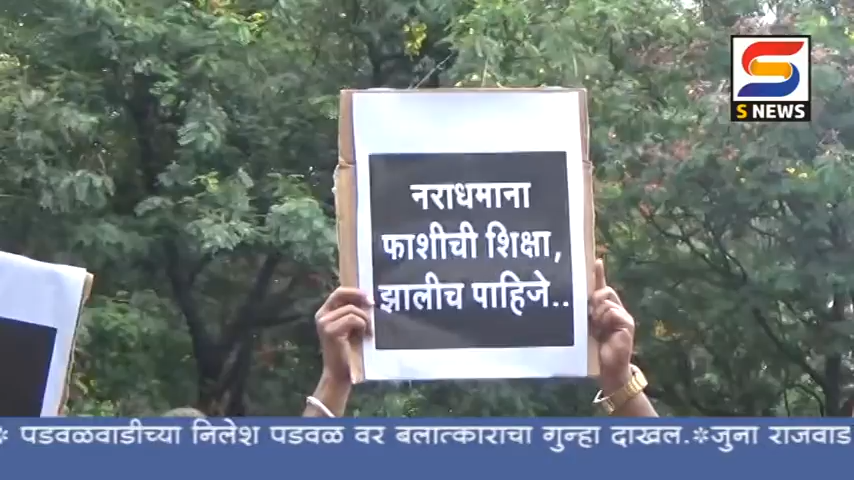 S NEWS
नराधमाना
फाशीची शिक्षा,
झालीच पाहिजे..
पडवळवाडीच्या निलेश पडवळ वर बलात्काराचा गुन्हा दाखल.*जुना राजवाड